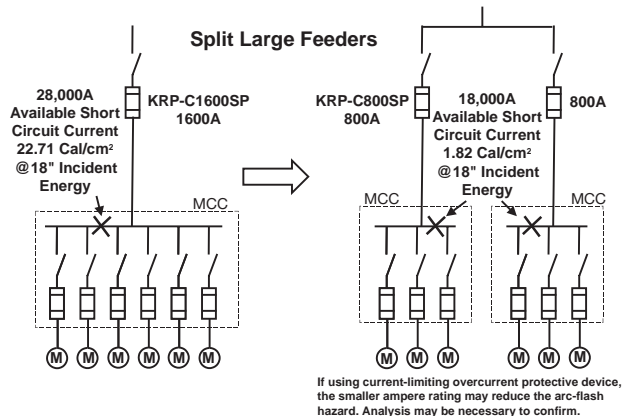 Split Large Feeders
28,000A
Available Short
Circuit Current
22.71 Cal/cm²
@18" Incident
Energy
KRP-C1600SP
1600A
MCC
M M M M M M
KRP-C800SP
800A
18,000A
Available Short
Circuit Current
1.82 Cal/cm²
@18" Incident
Energy
800A
MCC
MCC
M M M M M M
If using current-limiting overcurrent protective device,
the smaller ampere rating may reduce the arc-flash
hazard. Analysis may be necessary to confirm.